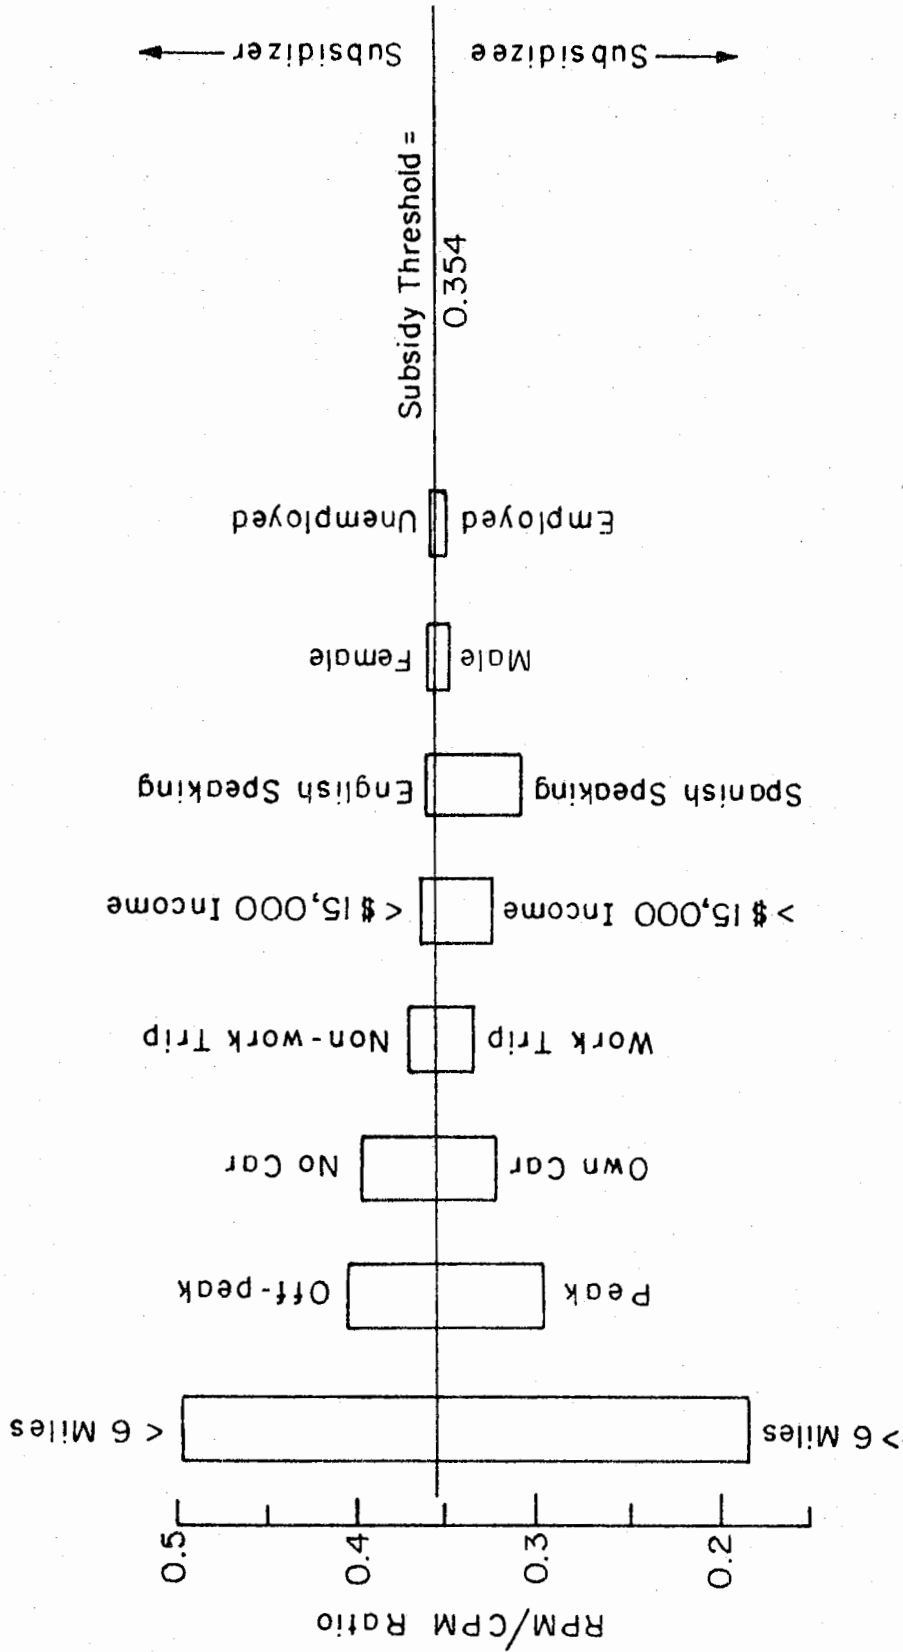 RPM/CPM Ratio
0.5
0.4
0.3
0.2
< 6 Miles
> 6 Miles
Off-peak
Peak
No Car
Own Car
Non-work Trip
Work Trip
< $15,000 Income
> $15,000 Income
English Speaking
Spanish Speaking
Female
Male
Unemployed
Employed
Subsidy Threshold =
0.354
Subsidizer
Subsidizee